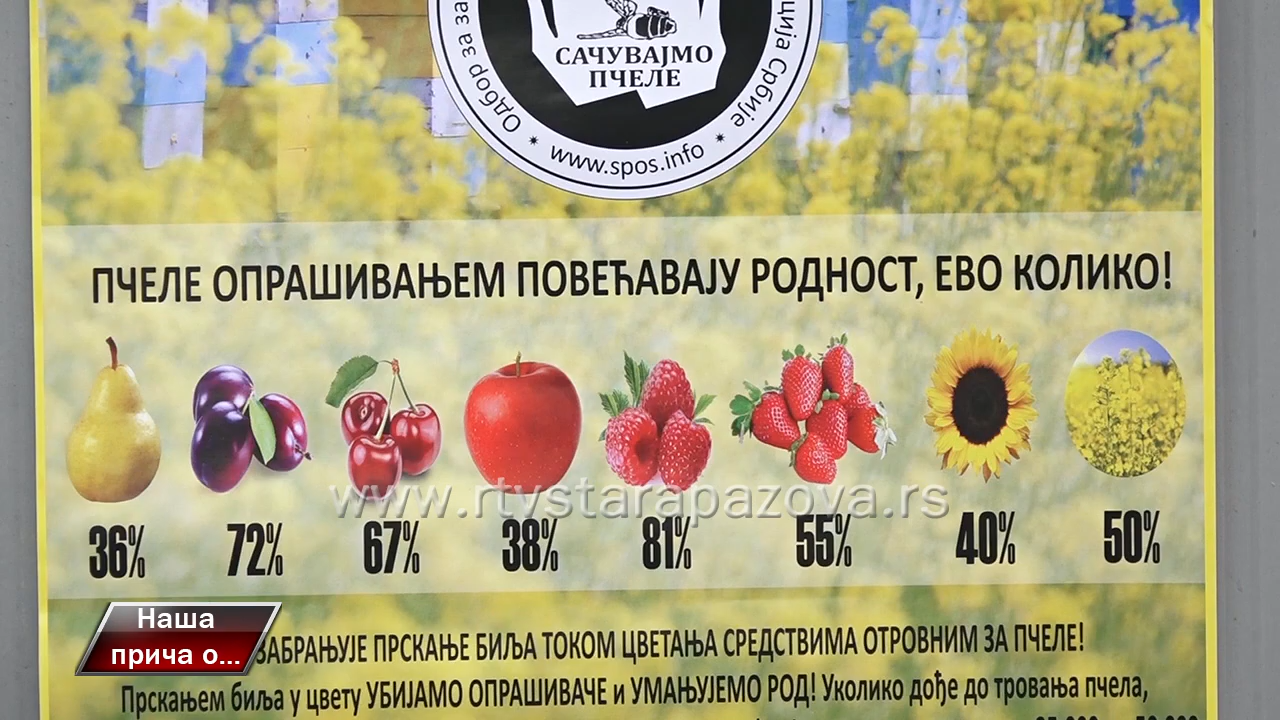 САЧУВАЈМО
ПЧЕЛЕ
Одбор за за
ција Србије
www.spos.info
ПЧЕЛЕ ОПРАШИВАЊЕМ ПОВЕЋАВАЈУ РОДНОСТ, ЕВО КОЛИКО!
www.rtvstarapazova.rs
36% 72% 67% 38% 81% 55% 40% 50%
ЗАБРАЊУЈЕ ПРСКАЊЕ БИЉА ТОКОМ ЦВЕТАЊА СРЕДСТВИМА ОТРОВНИМ ЗА ПЧЕЛЕ!
Наша
прича о...
Прскањем биља у цвету УБИЈАМО ОПРАШИВАЧЕ и УМАЊУЈЕМО РОД! Уколико дође до тровања пчела,